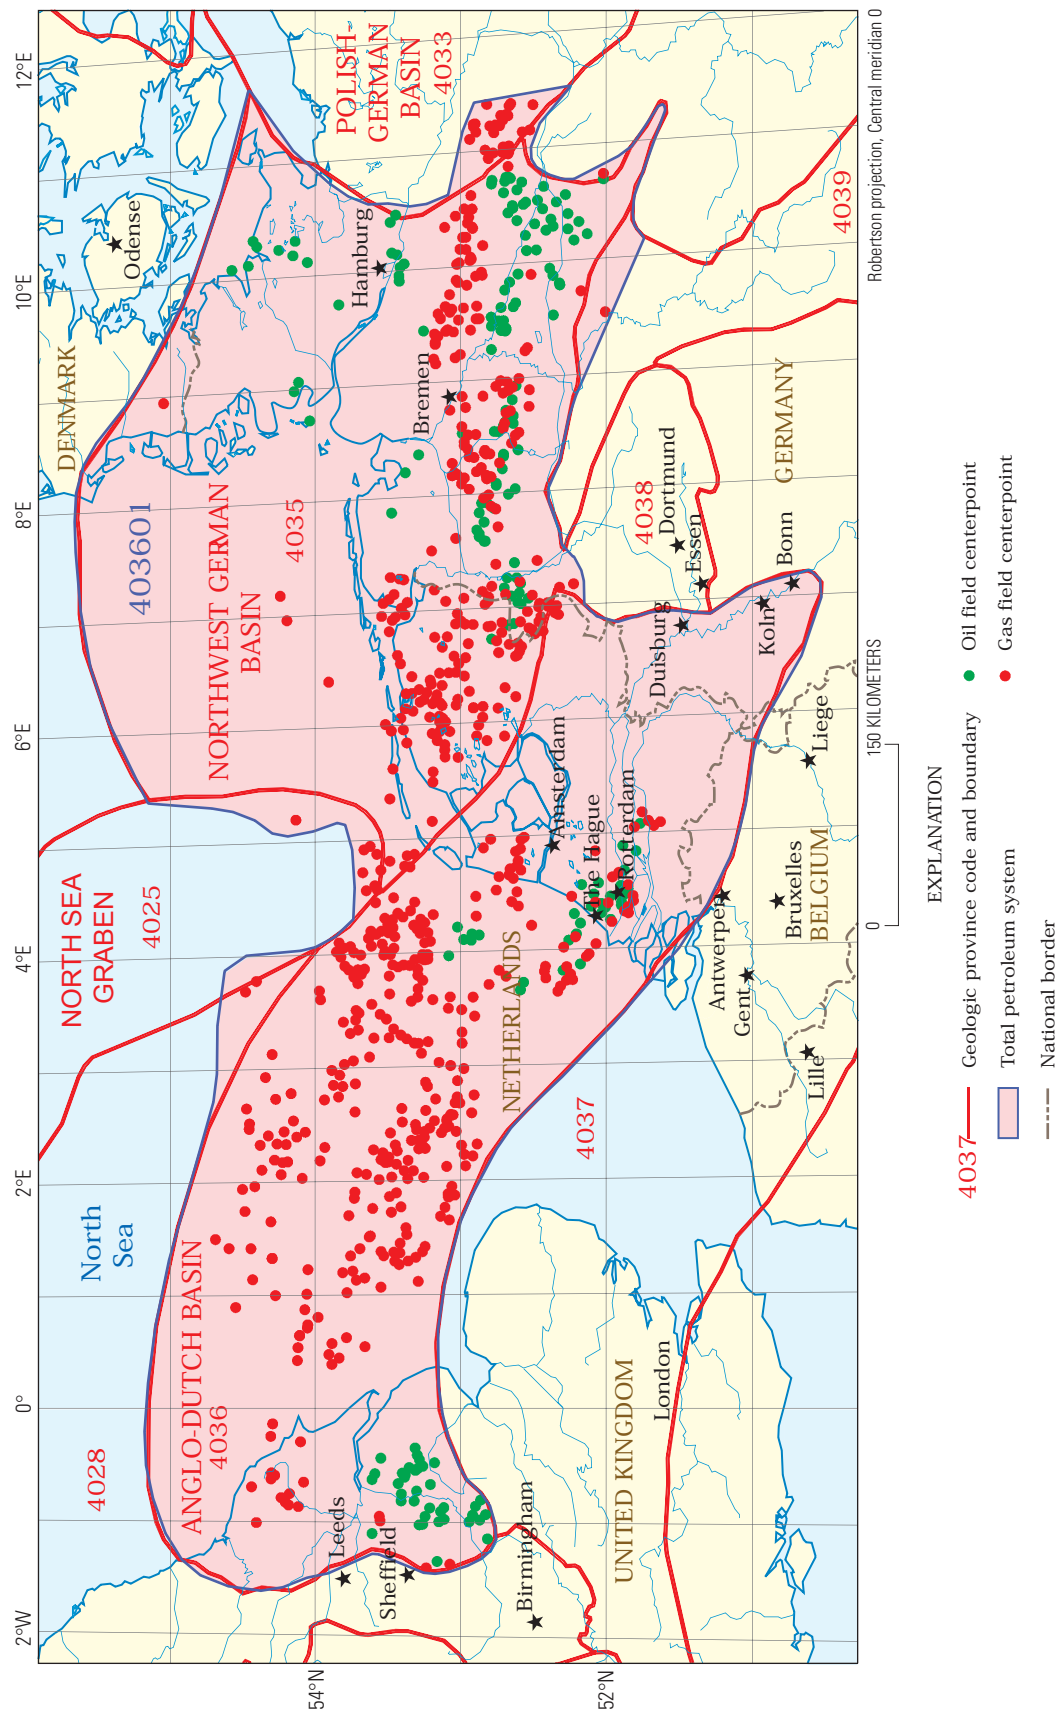 2°W
0°
2°E
4°E
6°E
8°E
10°E
12°E
54°N
52°N
4028
North
Sea
NORTH SEA
GRABEN
4025
DENMARK
Odense
403601
ANGLO-DUTCH BASIN
4036
NORTHWEST GERMAN
BASIN
4035
POLISH-
GERMAN
BASIN
4033
Hamburg
Bremen
Leeds
Sheffield
Birmingham
UNITED KINGDOM
London
NETHERLANDS
4037
Amsterdam
The Hague
Rotterdam
Antwerpen
Gent
Lille
Bruxelles
BELGIUM
Liege
Duisburg
Essen
Dortmund
4038
Koln
Bonn
GERMANY
4039
0
150 KILOMETERS
Robertson projection, Central meridian 0
EXPLANATION
4037
Geologic province code and boundary
Total petroleum system
National border
Oil field centerpoint
Gas field centerpoint